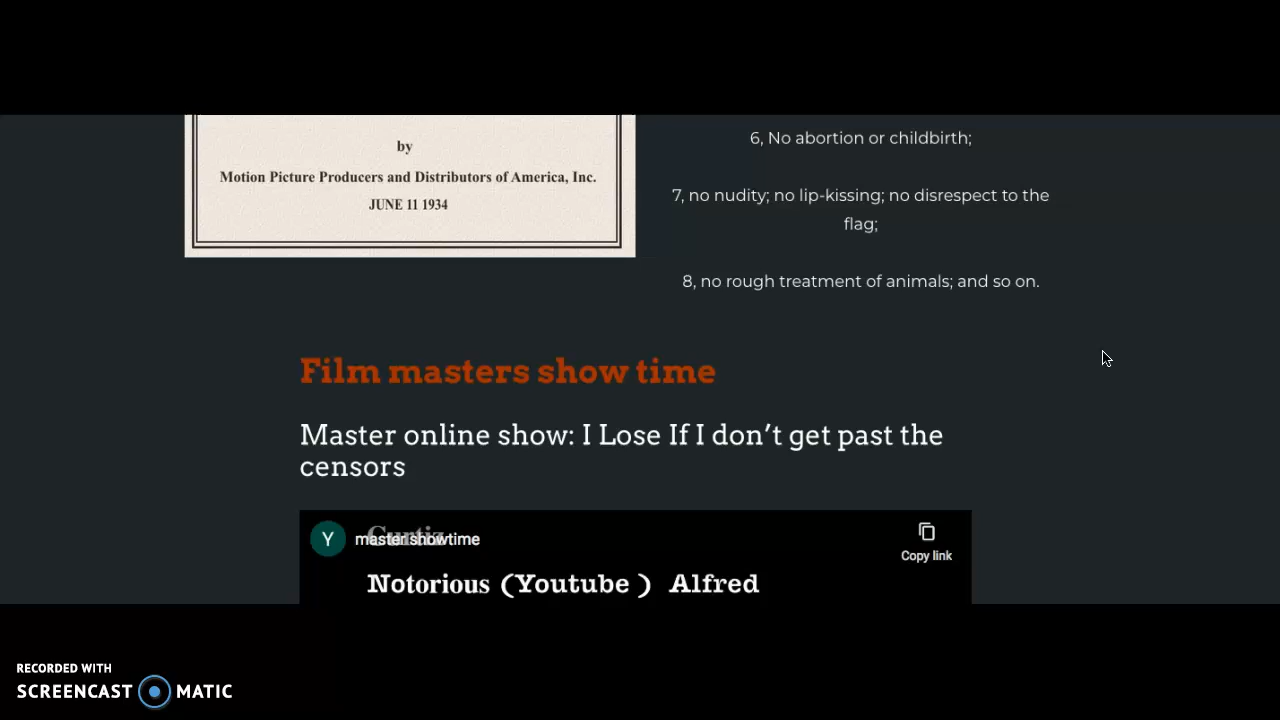 by
Motion Picture Producers and Distributors of America, Inc.
JUNE 11 1934
6, No abortion or childbirth;
7, no nudity; no lip-kissing; no disrespect to the
flag;
8, no rough treatment of animals; and so on.
Film masters show time
Master online show: I Lose If I don’t get past the
censors
Curtiz
Y
master showtime
Copy link
Notorious (Youtube ) Alfred
RECORDED WITH
SCREENCAST MATIC